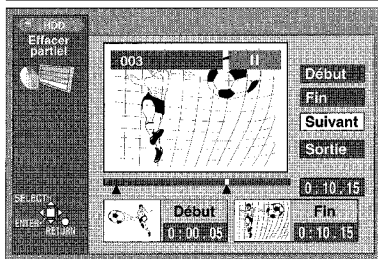 HDD
Effacer
partiel
003
Début
Fin
Suivant
Sortie
0:10.15
SELECT
ENTER
RETURN
Début
0:00.05
Fin
0:10.15